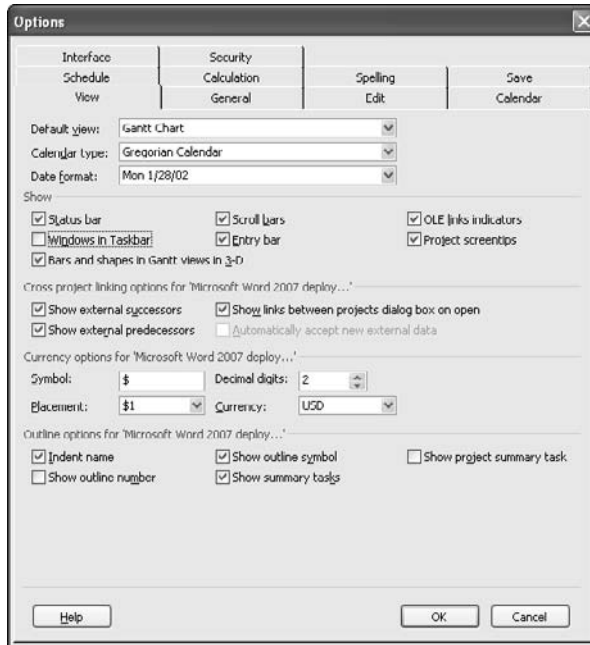 Options
Interface Security
Schedule Calculation Spelling Save
View General Edit Calendar
Default view: Gantt Chart
Calendar type: Gregorian Calendar
Date format: Mon 1/28/02
Show
Status bar Scroll bars OLE links indicators
Windows in Taskbar Entry bar Project screentips
Bars and shapes in Gantt views in 3-D
Cross project linking options for 'Microsoft Word 2007 deploy...'
Show external successors Show links between projects dialog box on open
Show external predecessors Automatically accept new external data
Currency options for 'Microsoft Word 2007 deploy...'
Symbol: $ Decimal digits: 2
Placement: $1 Currency: USD
Outline options for 'Microsoft Word 2007 deploy...'
Indent name Show outline symbol Show project summary task
Show outline number Show summary tasks
Help OK Cancel